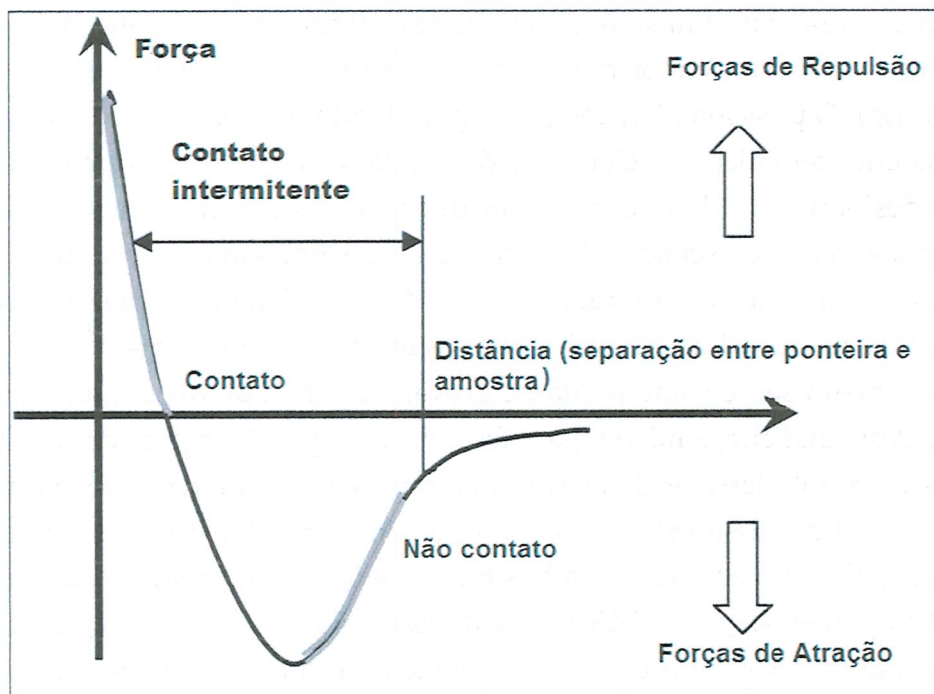 Força
Forças de Repulsão
Contato
intermitente
Distância (separação entre ponteira e
amostra)
Contato
Não contato
Forças de Atração